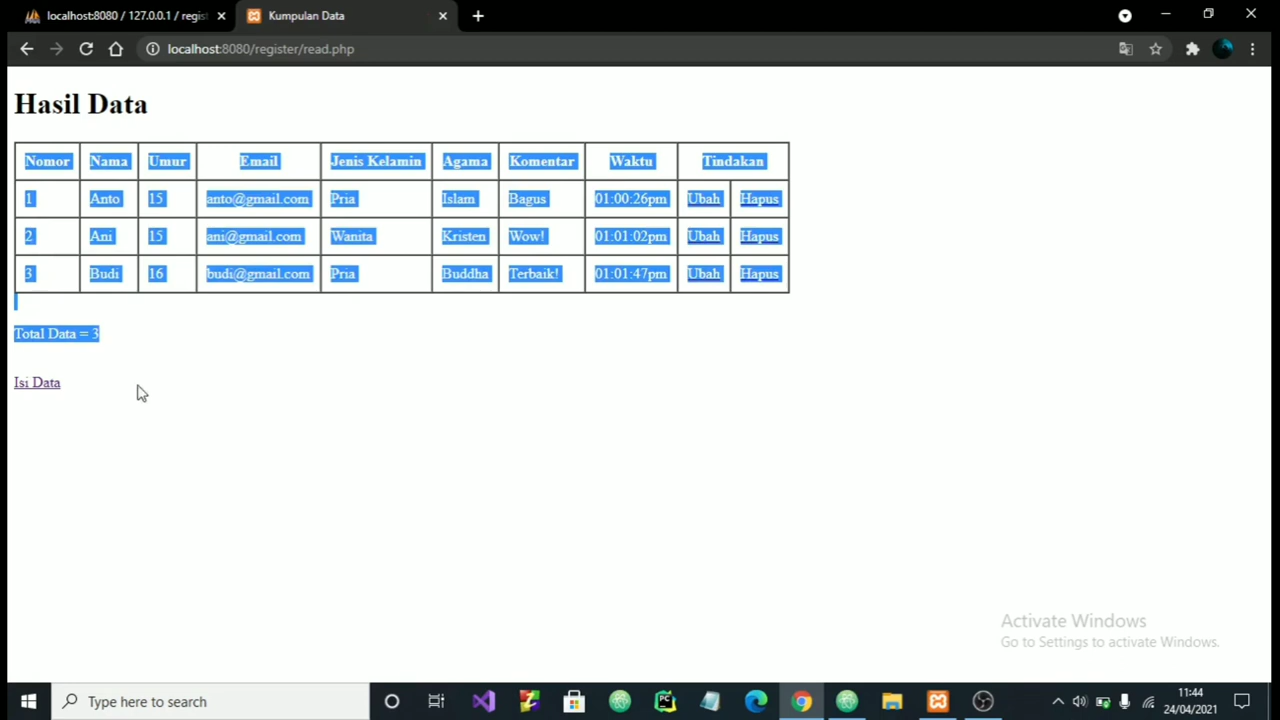 localhost:8080 / 127.0.0.1 / regist
Kumpulan Data
localhost:8080/register/read.php
Hasil Data
Nomor Nama Umur Email Jenis Kelamin Agama Komentar Waktu Tindakan
1 Anto 15 anto@gmail.com Pria Islam Bagus 01:00:26pm Ubah Hapus
2 Ani 15 ani@gmail.com Wanita Kristen Wow! 01:01:02pm Ubah Hapus
3 Budi 16 budi@gmail.com Pria Buddha Terbaik! 01:01:47pm Ubah Hapus
Total Data = 3
Isi Data
Activate Windows
Go to Settings to activate Windows.
Type here to search
PC
11:44
24/04/2021